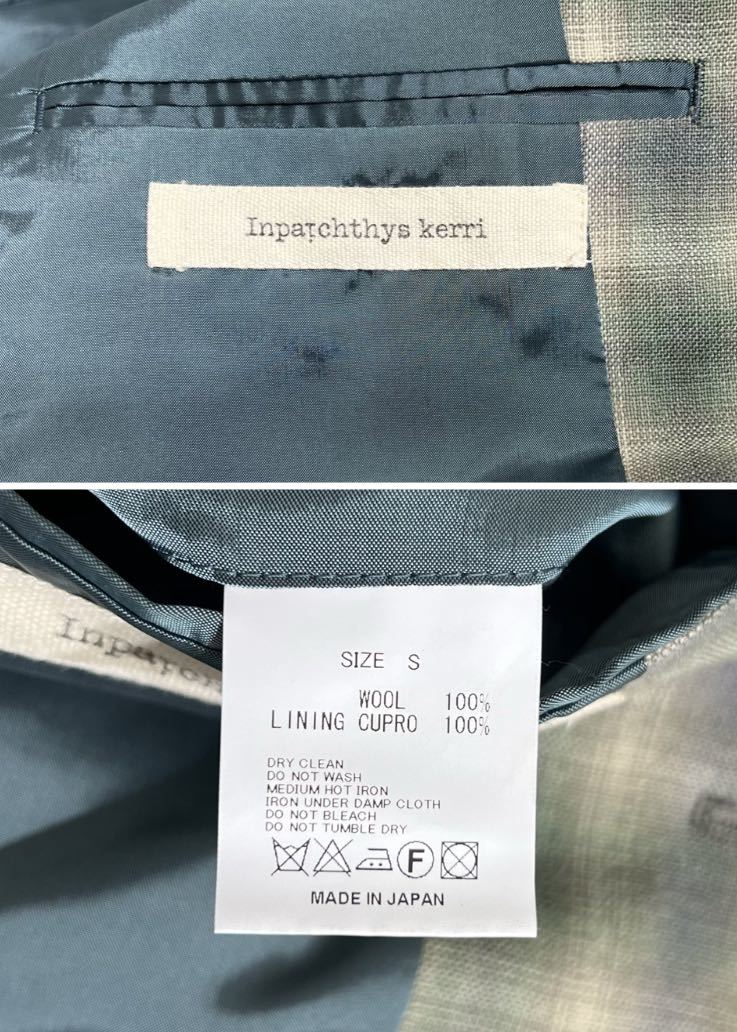 Inpaichthys kerri
Inpaic
SIZE S
WOOL 100%
LINING CUPRO 100%
DRY CLEAN
DO NOT WASH
MEDIUM HOT IRON
IRON UNDER DAMP CLOTH
DO NOT BLEACH
DO NOT TUMBLE DRY
F
MADE IN JAPAN